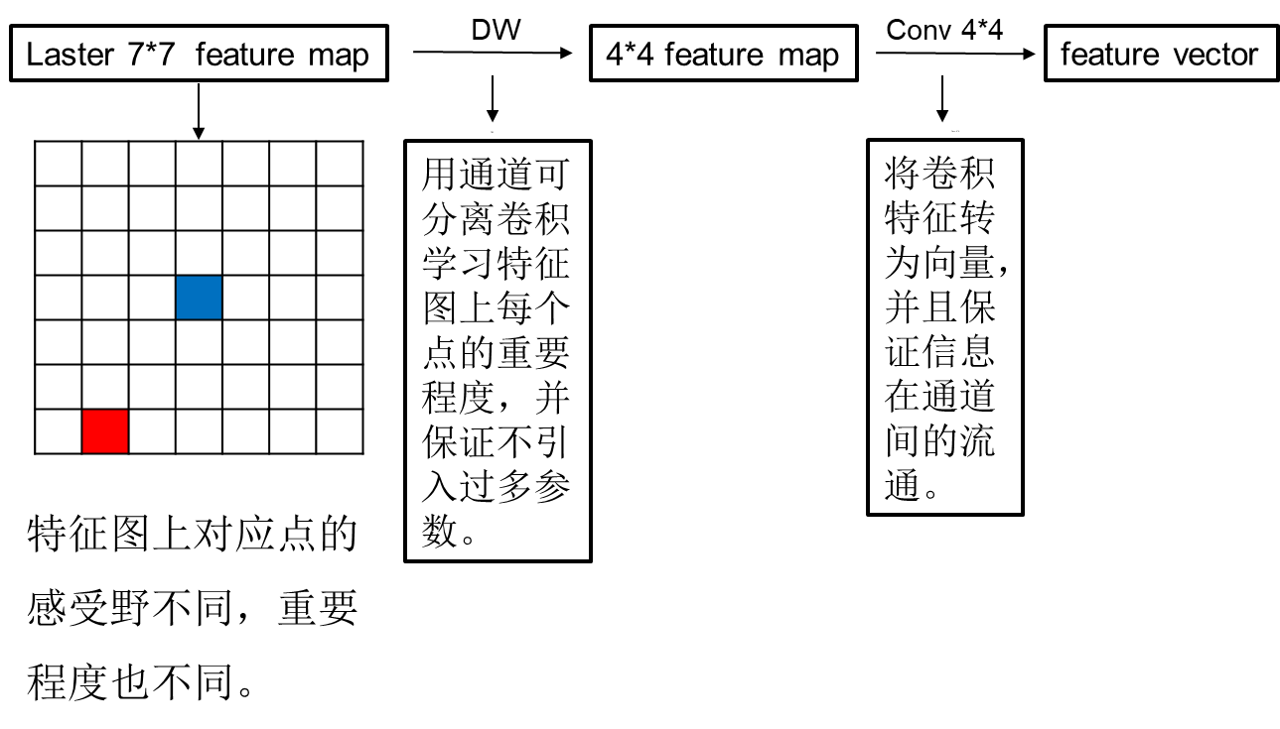 Laster 7*7 feature map
DW
4*4 feature map
Conv 4*4
feature vector
用通道可
分离卷积
学习特征
图上每个
点的重要
程度，并
保证不引
入过多参
数。
将卷积
特征转
为向量，
并且保
证信息
在通道
间的流
通。
特征图上对应点的
感受野不同，重要
程度也不同。